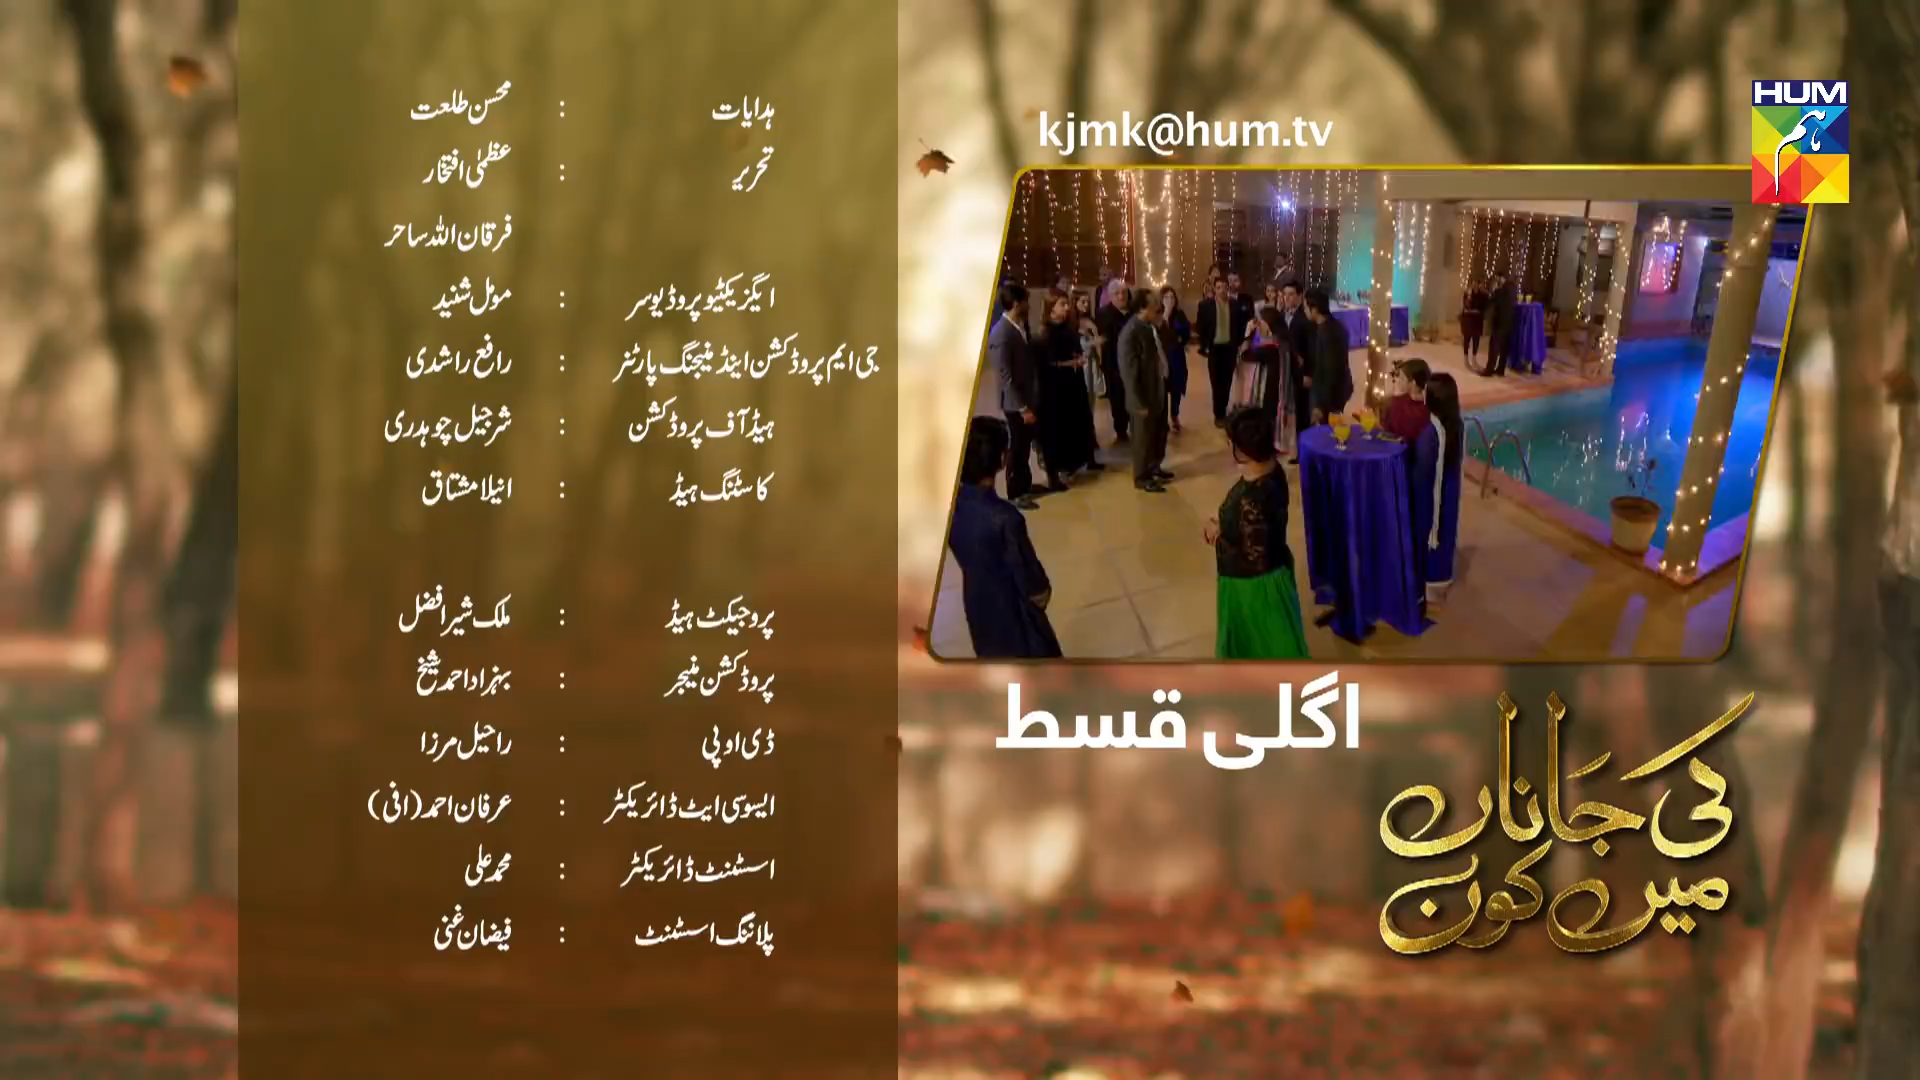 ہدایات : محسن طلعت
تحریر : عظمیٰ افتخار
فرقان اللہ ساحر
ایگزیکٹیو پروڈیوسر : مومل شنید
جی ایم پروڈکشن اینڈ منیجنگ پارٹنر : رافع راشدی
ہیڈ آف پروڈکشن : شرجیل چوہدری
کاسٹنگ ہیڈ : انیلا مشتاق
پروجیکٹ ہیڈ : ملک شیر افضل
پروڈکشن منیجر : بہزاد احمد شیخ
ڈی او پی : راحیل مرزا
ایسوسی ایٹ ڈائریکٹر : عرفان احمد (افی)
اسسٹنٹ ڈائریکٹر : محمد علی
پلاننگ اسسٹنٹ : فیضان غنی
kjmk@hum.tv
HUM
ہم
اگلی قسط
کی جاناں
میں کون